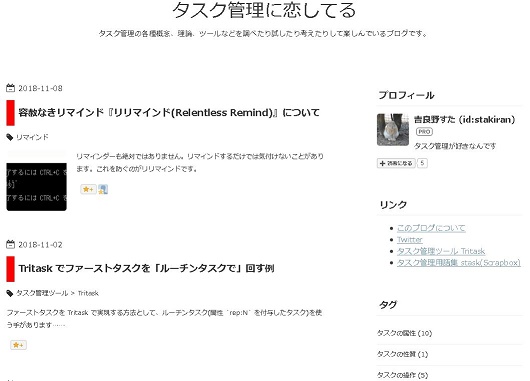 タスク管理に恋してる
タスク管理の各種概念、理論、ツールなどを調べたり試したり考えたりして楽しんでいるブログです。
2018-11-08
容赦なきリマインド『リリマインド(Relentless Remind)』について
リマインド
リマインダーも絶対ではありません。リマインドするだけでは気付けないことがあり
ます。これを防ぐのがリリマインドです。
了するには CTRL+C を
了するには CTRL+C を
2018-11-02
Tritask でファーストタスクを「ルーチンタスクで」回す例
タスク管理ツール > Tritask
ファーストタスクを Tritask で実現する方法として、ルーチンタスク(属性 `rep:N` を付与したタスク)を使
う手があります……
プロフィール
吉良野すた (id:stakiran)
PRO
タスク管理が好きなんです
読者になる 5
リンク
このブログについて
Twitter
タスク管理ツール Tritask
タスク管理用語集 stask(Scrapbox)
タグ
タスクの属性 (10)
タスクの性質 (1)
タスクの操作 (5)